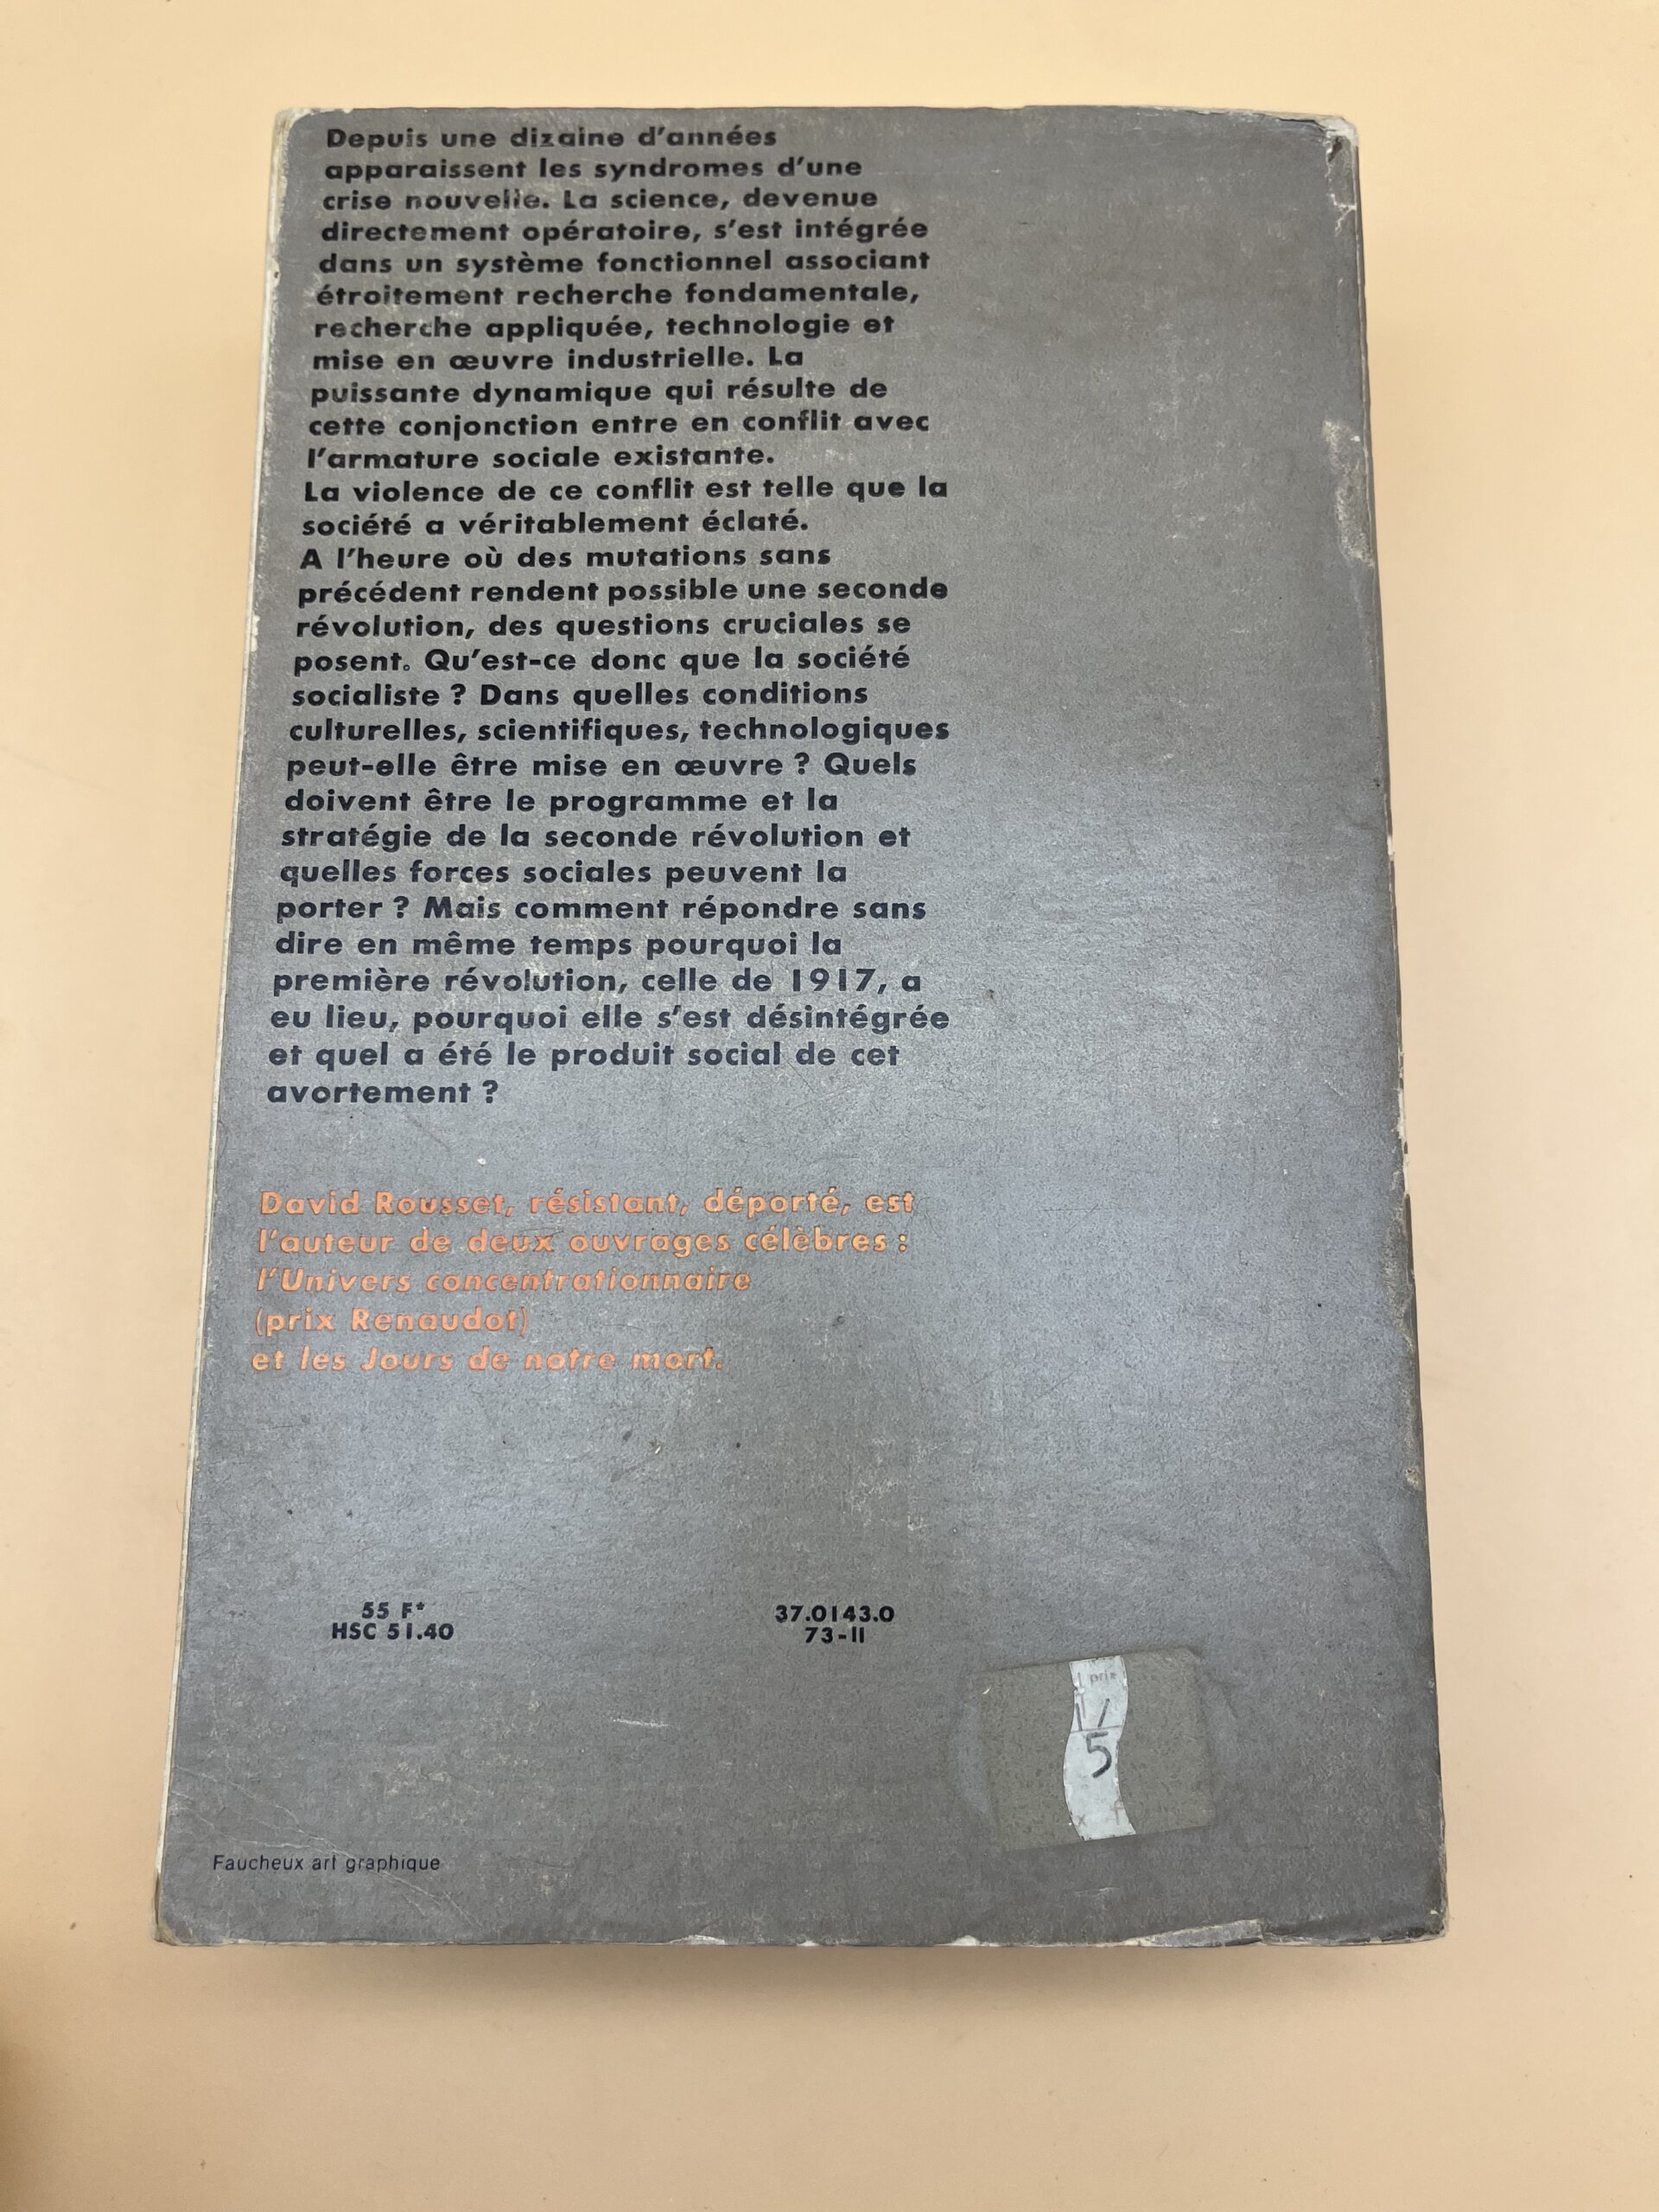 Depuis une dizaine d'années
apparaissent les syndromes d'une
crise nouvelle. La science, devenue
directement opératoire, s'est intégrée
dans un système fonctionnel associant
étroitement recherche fondamentale,
recherche appliquée, technologie et
mise en œuvre industrielle. La
puissante dynamique qui résulte de
cette conjonction entre en conflit avec
l'armature sociale existante.
La violence de ce conflit est telle que la
société a véritablement éclaté.
A l'heure où des mutations sans
précédent rendent possible une seconde
révolution, des questions cruciales se
posent. Qu'est-ce donc que la société
socialiste ? Dans quelles conditions
culturelles, scientifiques, technologiques
peut-elle être mise en œuvre ? Quels
doivent être le programme et la
stratégie de la seconde révolution et
quelles forces sociales peuvent la
porter ? Mais comment répondre sans
dire en même temps pourquoi la
première révolution, celle de 1917, a
eu lieu, pourquoi elle s'est désintégrée
et quel a été le produit social de cet
avortement ?
David Rousset, résistant, déporté, est
l'auteur de deux ouvrages célèbres :
l'Univers concentrationnaire
(prix Renaudot)
et les Jours de notre mort.
55 F*
HSC 51.40
37.0143.0
73-II
prix
5
Faucheux art graphique